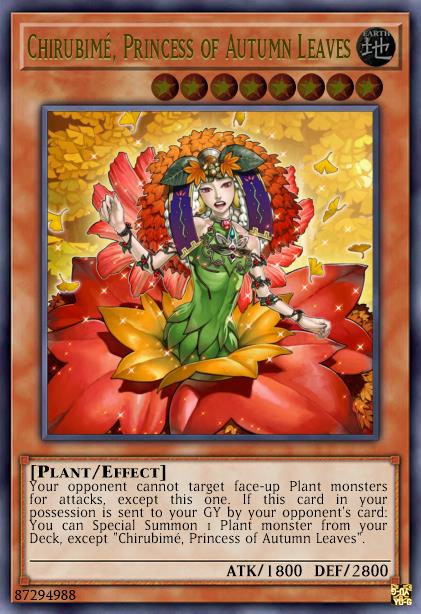 Chirubimé, Princess of Autumn Leaves
EARTH
地
[Plant/Effect]
Your opponent cannot target face-up Plant monsters
for attacks, except this one. If this card in your
possession is sent to your GY by your opponent's card:
You can Special Summon 1 Plant monster from your
Deck, except "Chirubimé, Princess of Autumn Leaves".
ATK/1800 DEF/2800
87294988